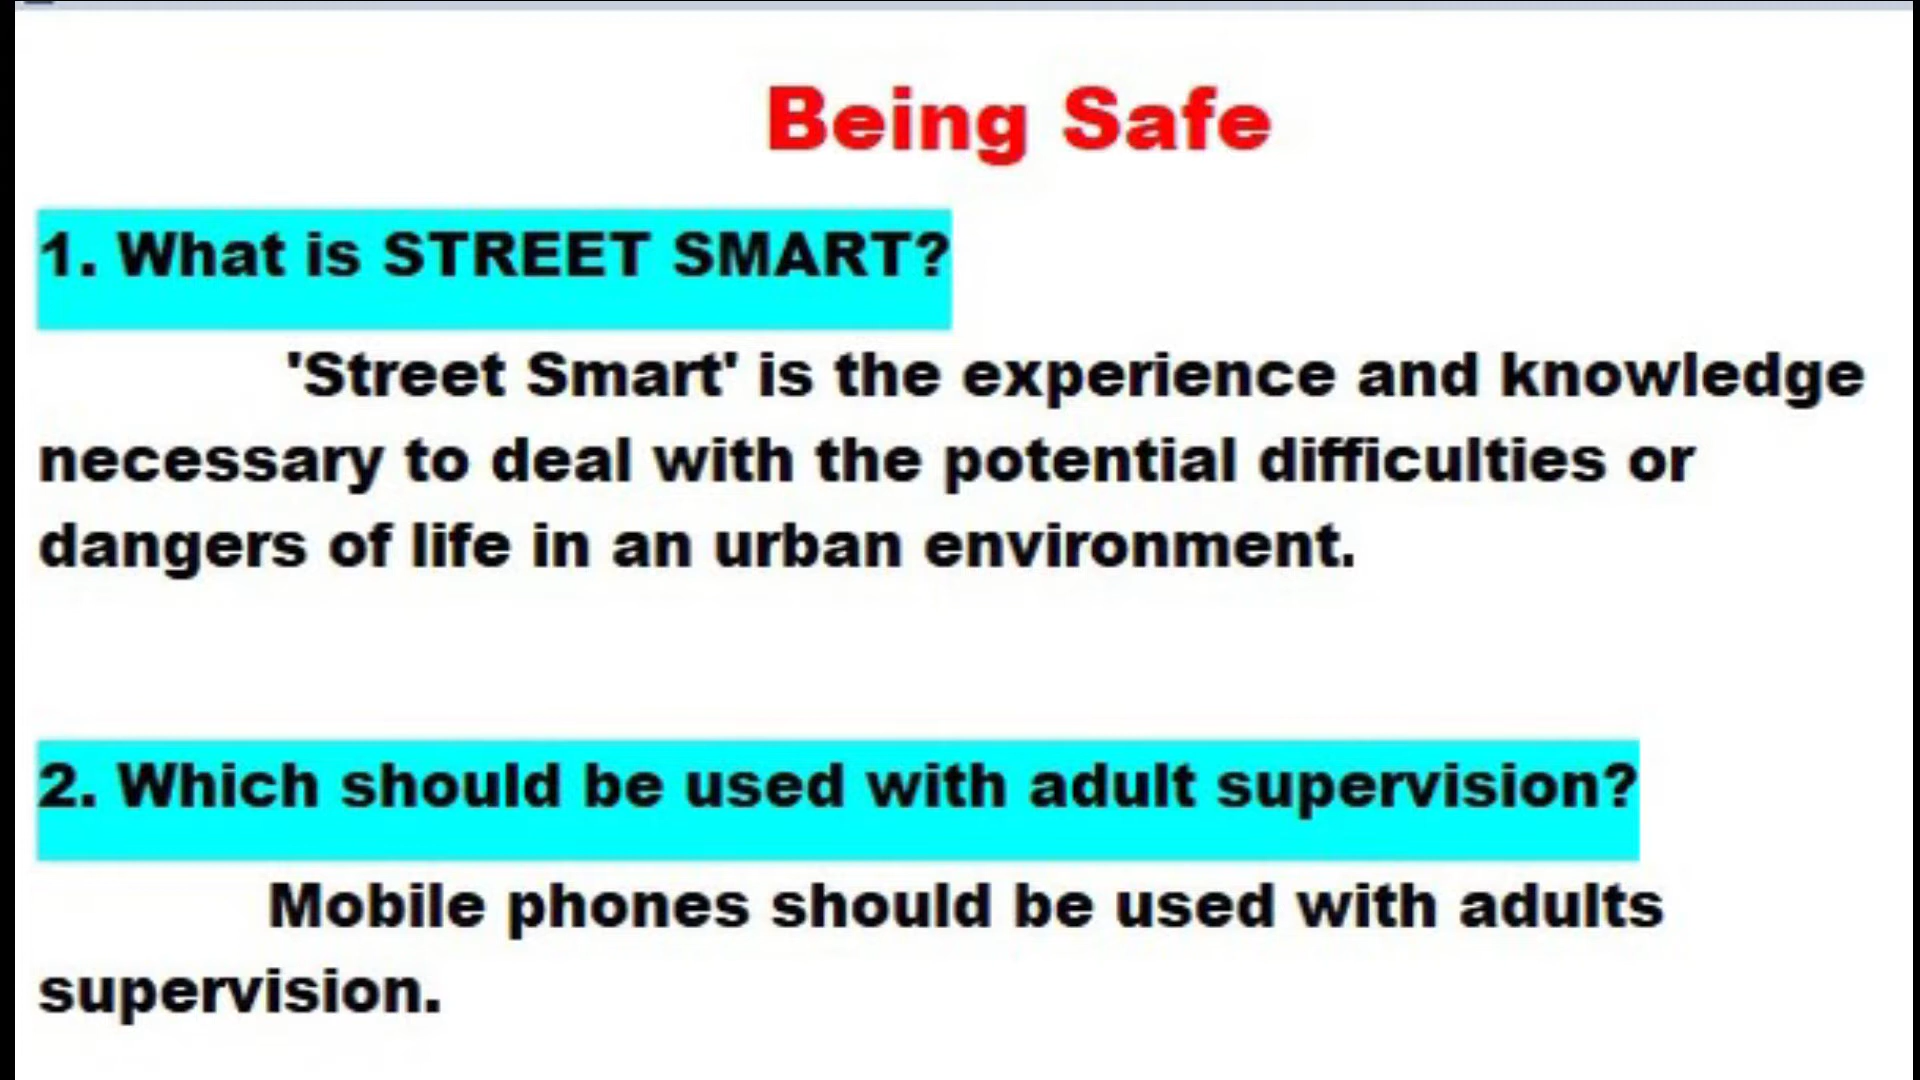 Being Safe
1. What is STREET SMART?
'Street Smart' is the experience and knowledge
necessary to deal with the potential difficulties or
dangers of life in an urban environment.
2. Which should be used with adult supervision?
Mobile phones should be used with adults
supervision.